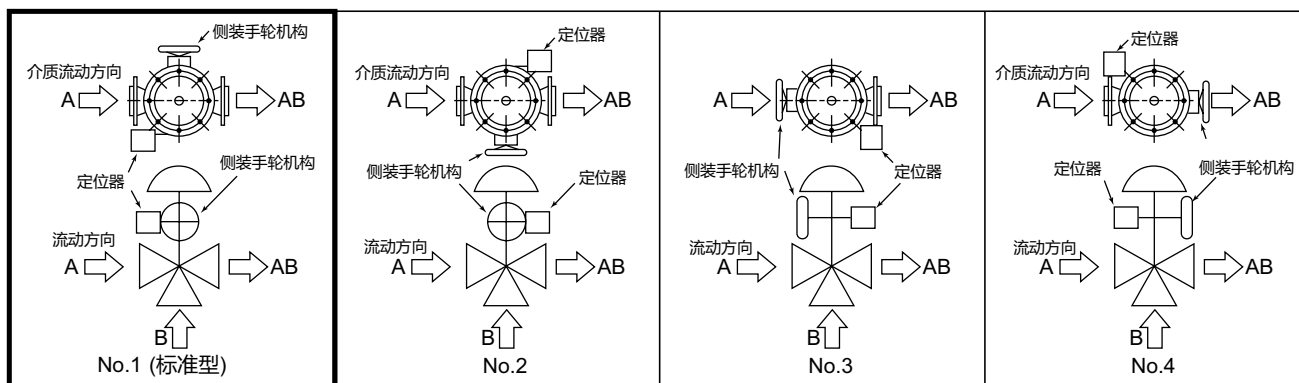 侧装手轮机构
介质流动方向
A
AB
定位器
侧装手轮机构
流动方向
A
AB
B
No.1 (标准型)
定位器
介质流动方向
A
AB
侧装手轮机构
定位器
流动方向
A
AB
B
No.2
A
AB
侧装手轮机构
定位器
流动方向
A
AB
B
No.3
定位器
介质流动方向
A
AB
定位器
侧装手轮机构
流动方向
A
AB
B
No.4